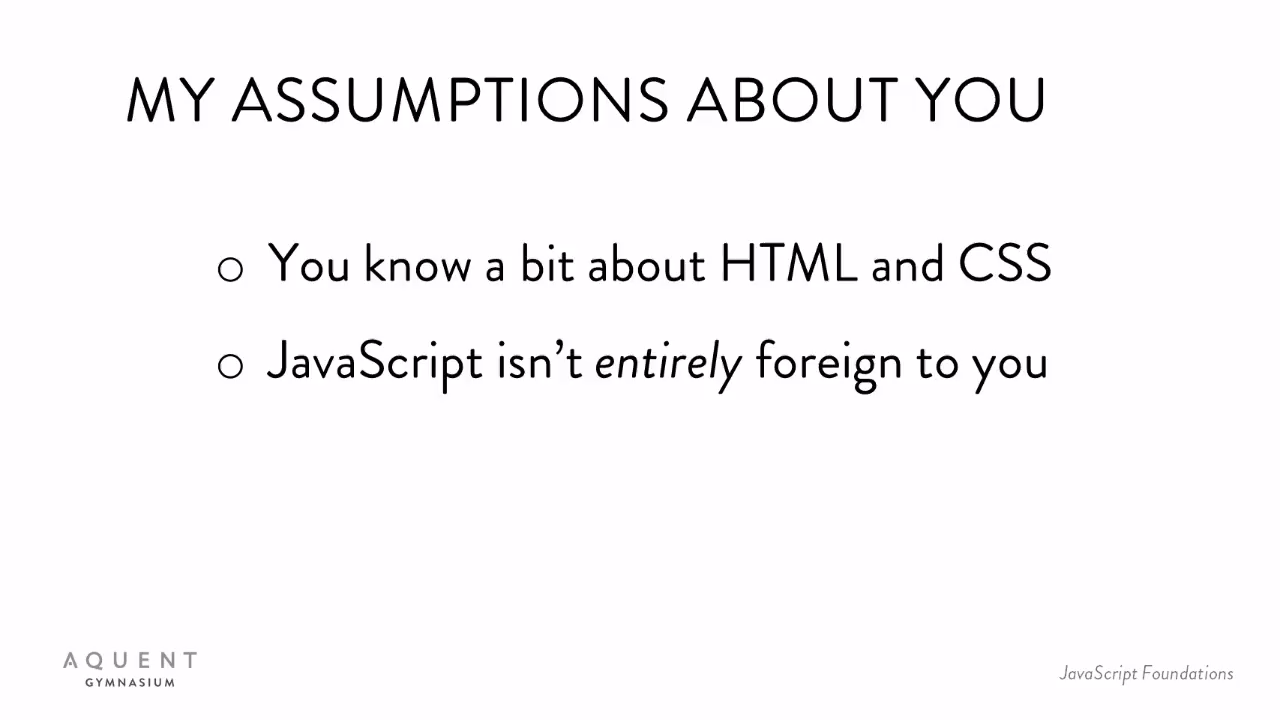 MY ASSUMPTIONS ABOUT YOU
You know a bit about HTML and CSS
JavaScript isn’t entirely foreign to you
AQUENT
GYMNASIUM
JavaScript Foundations